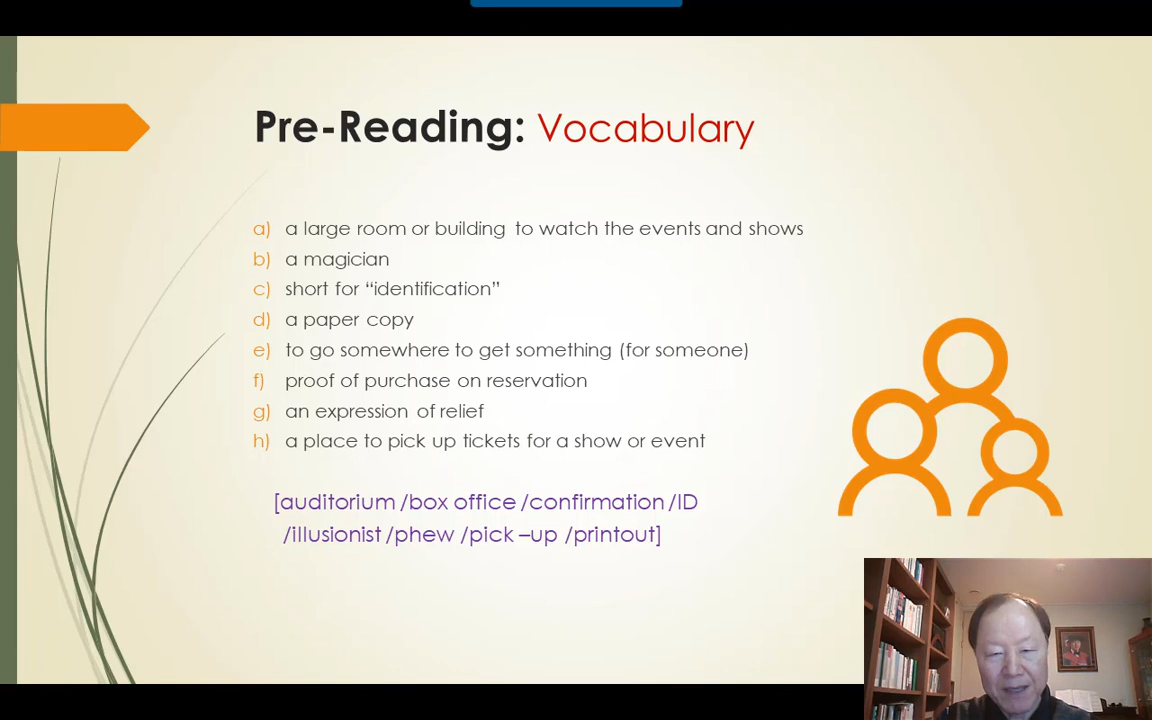 Pre-Reading: Vocabulary
a) a large room or building to watch the events and shows
b) a magician
c) short for “identification”
d) a paper copy
e) to go somewhere to get something (for someone)
f) proof of purchase on reservation
g) an expression of relief
h) a place to pick up tickets for a show or event
[auditorium /box office /confirmation /ID
/illusionist /phew /pick –up /printout]